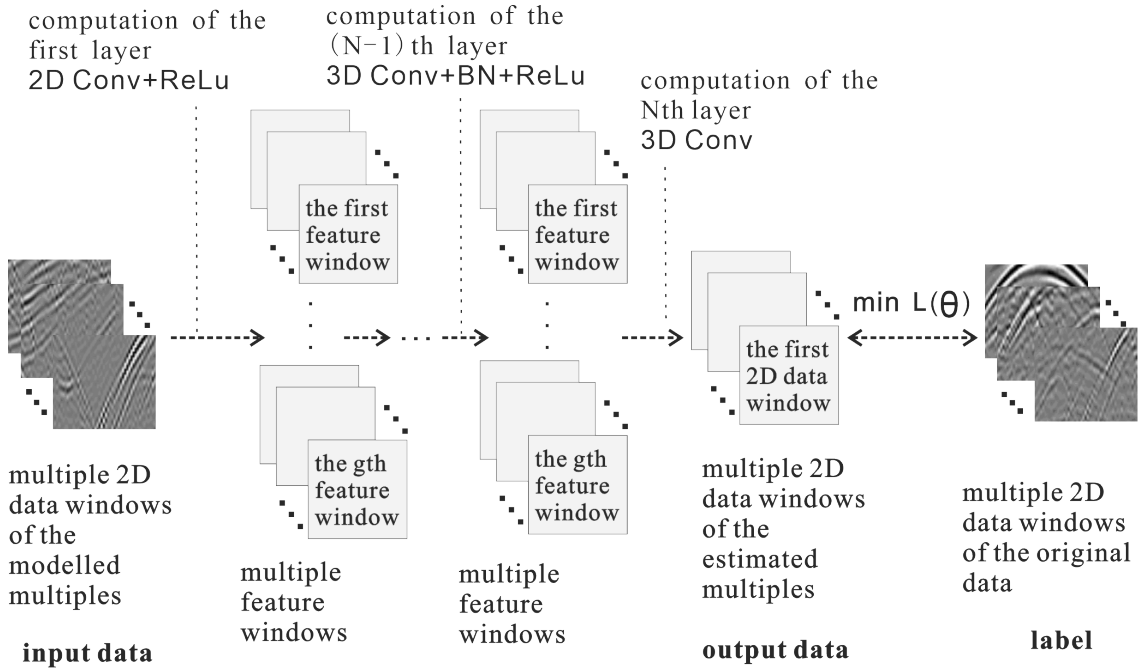 computation of the
first layer
2D Conv+ReLu
computation of the
(N-1)th layer
3D Conv+BN+ReLu
computation of the
Nth layer
3D Conv
the first
feature
window
the first
feature
window
the first
2D data
window
min L(θ)
the gth
feature
window
the gth
feature
window
multiple 2D
data windows
of the
modelled
multiples
input data
multiple
feature
windows
multiple
feature
windows
multiple 2D
data windows
of the
estimated
multiples
output data
multiple 2D
data windows
of the original
data
label